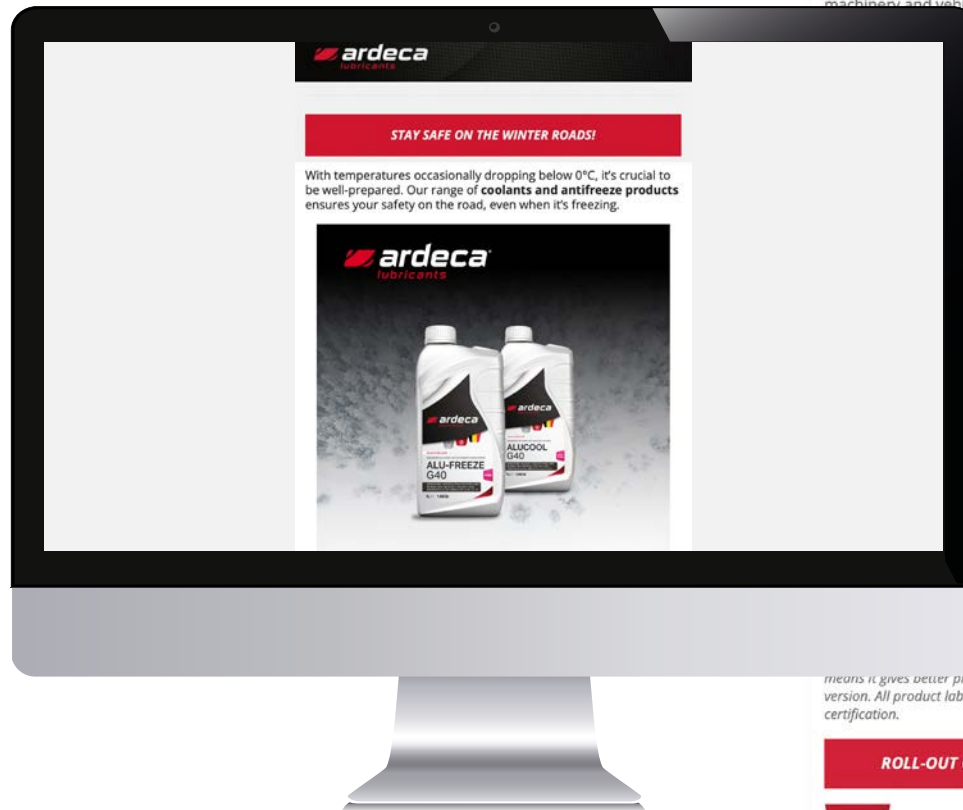 machinery and vehi
ardeca
lubricants
STAY SAFE ON THE WINTER ROADS!
With temperatures occasionally dropping below 0°C, it's crucial to
be well-prepared. Our range of coolants and antifreeze products
ensures your safety on the road, even when it's freezing.
ardeca
lubricants
ardeca
ALU-FREEZE
G40
ardeca
ALUCOOL
G40
means it gives better p
version. All product lab
certification.
ROLL-OUT